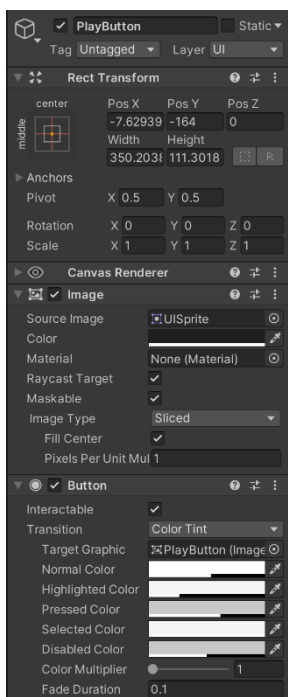 PlayButton Static
Tag Untagged Layer UI
Rect Transform
center Pos X Pos Y Pos Z
middle -7.62939 -164 0
Width Height
350.2038 111.3018 R
Anchors
Pivot X 0.5 Y 0.5
Rotation X 0 Y 0 Z 0
Scale X 1 Y 1 Z 1
Canvas Renderer
Image
Source Image UISprite
Color
Material None (Material)
Raycast Target
Maskable
Image Type Sliced
Fill Center
Pixels Per Unit Mul 1
Button
Interactable
Transition Color Tint
Target Graphic PlayButton (Image
Normal Color
Highlighted Color
Pressed Color
Selected Color
Disabled Color
Color Multiplier 1
Fade Duration 0.1